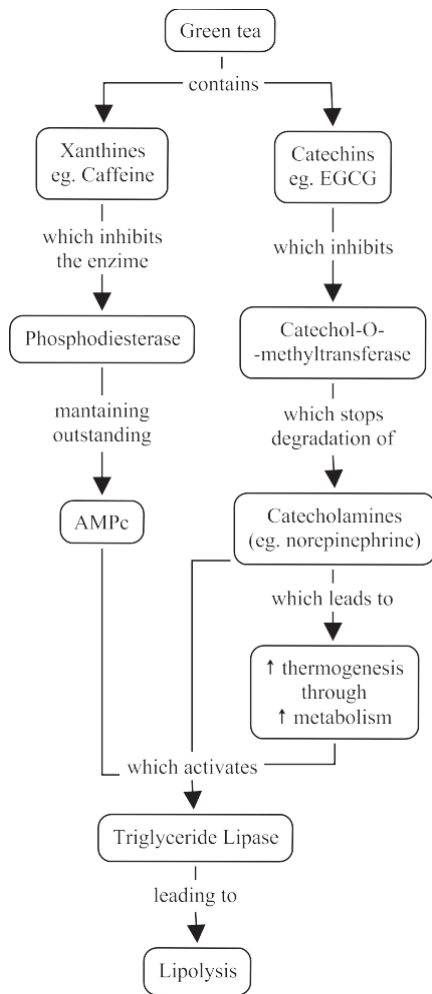 Green tea
contains
Xanthines
eg. Caffeine
Catechins
eg. EGCG
which inhibits
the enzime
which inhibits
Phosphodiesterase
Catechol-O-
-methyltransferase
mantaining
outstanding
which stops
degradation of
AMPc
Catecholamines
(eg. norepinephrine)
which leads to
↑ thermogenesis
through
↑ metabolism
which activates
Triglyceride Lipase
leading to
Lipolysis